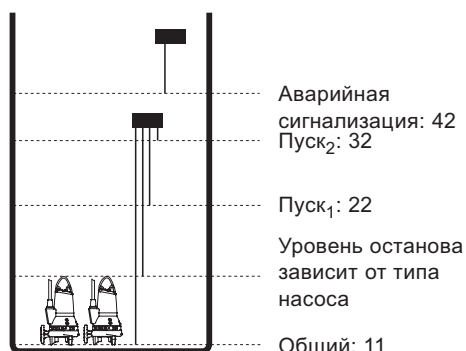 Аварийная
сигнализация: 42
Пуск₂: 32
Пуск₁: 22
Уровень останова
зависит от типа
насоса
Общий: 11